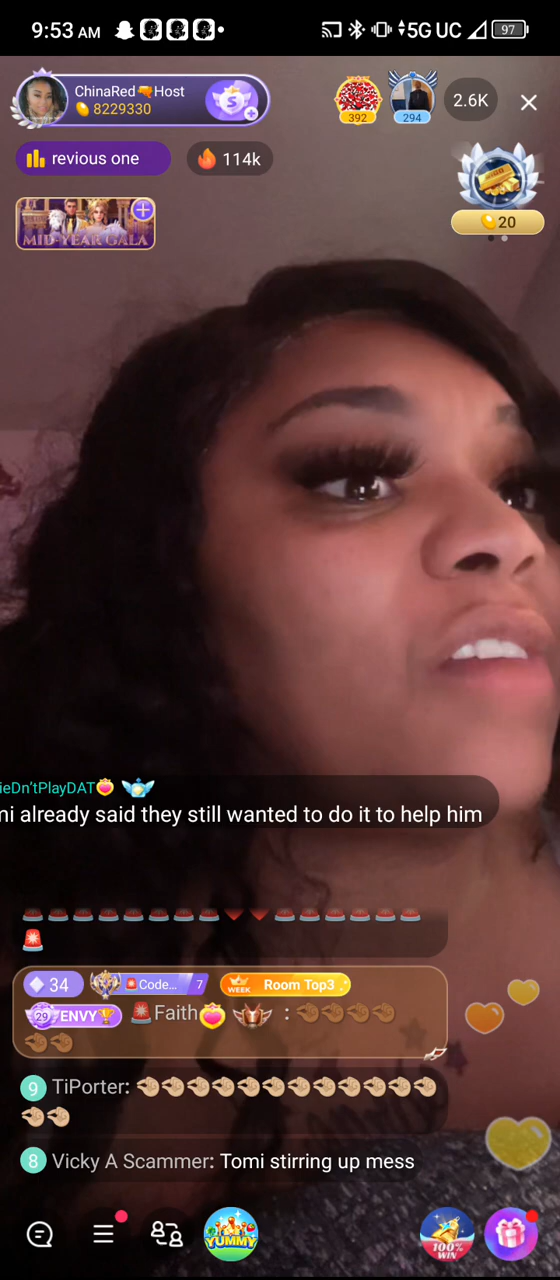 9:53 AM
5G UC
97
ChinaRed🔫Host
8229330
S
392
294
2.6K
revious one
114k
MID-YEAR GALA
20
ieDn'tPlayDAT
mi already said they still wanted to do it to help him
🚨🚨🚨🚨🚨🚨🚨🚨♥️♥️🚨🚨🚨🚨🚨🚨
🚨
34 🚨Code... 7 WEEK Room Top3
29 ENVY🏆 🚨Faith : 🤏🏽🤏🏽🤏🏽🤏🏽
🤏🏽🤏🏽
9 TiPorter: 🤏🏼🤏🏼🤏🏼🤏🏼🤏🏼🤏🏼🤏🏼🤏🏼🤏🏼🤏🏼🤏🏼🤏🏼
🤏🏼🤏🏼
8 Vicky A Scammer: Tomi stirring up mess
YUMMY
100%
WIN